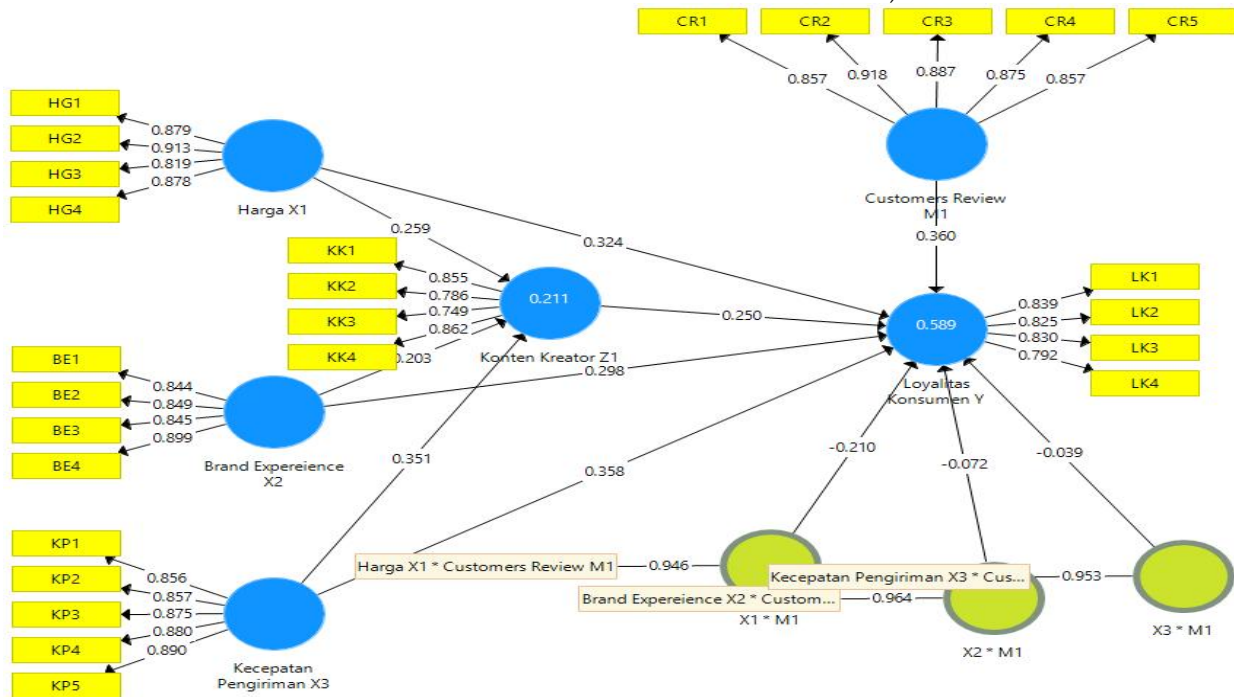 CR1
CR2
CR3
CR4
CR5
0.857
0.918
0.887
0.875
0.857
HG1
HG2
HG3
HG4
0.879
0.913
0.819
0.878
Harga X1
Customers Review
M1
0.259
0.324
0.360
KK1
KK2
KK3
KK4
0.855
0.786
0.749
0.862
0.211
Konten Kreator Z1
0.250
0.589
Loyalitas
Konsumen Y
LK1
LK2
LK3
LK4
0.839
0.825
0.830
0.792
BE1
BE2
BE3
BE4
0.844
0.849
0.845
0.899
Brand Expereience
X2
0.203
0.298
0.351
0.358
-0.210
-0.072
-0.039
KP1
KP2
KP3
KP4
KP5
0.856
0.857
0.875
0.880
0.890
Kecepatan
Pengiriman X3
Harga X1 * Customers Review M1
0.946
Kecepatan Pengiriman X3 * Cus...
0.953
Brand Expereience X2 * Custom...
0.964
X1 * M1
X2 * M1
X3 * M1